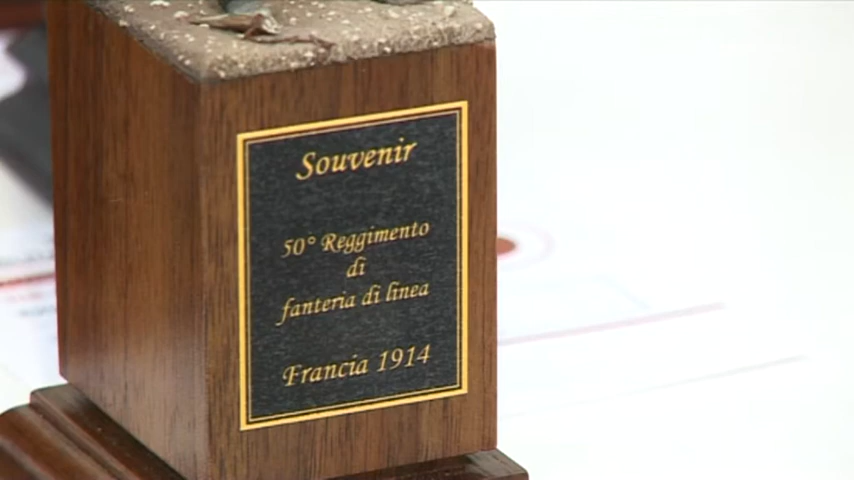 Souvenir
50° Reggimento
di
fanteria di linea
Francia 1914